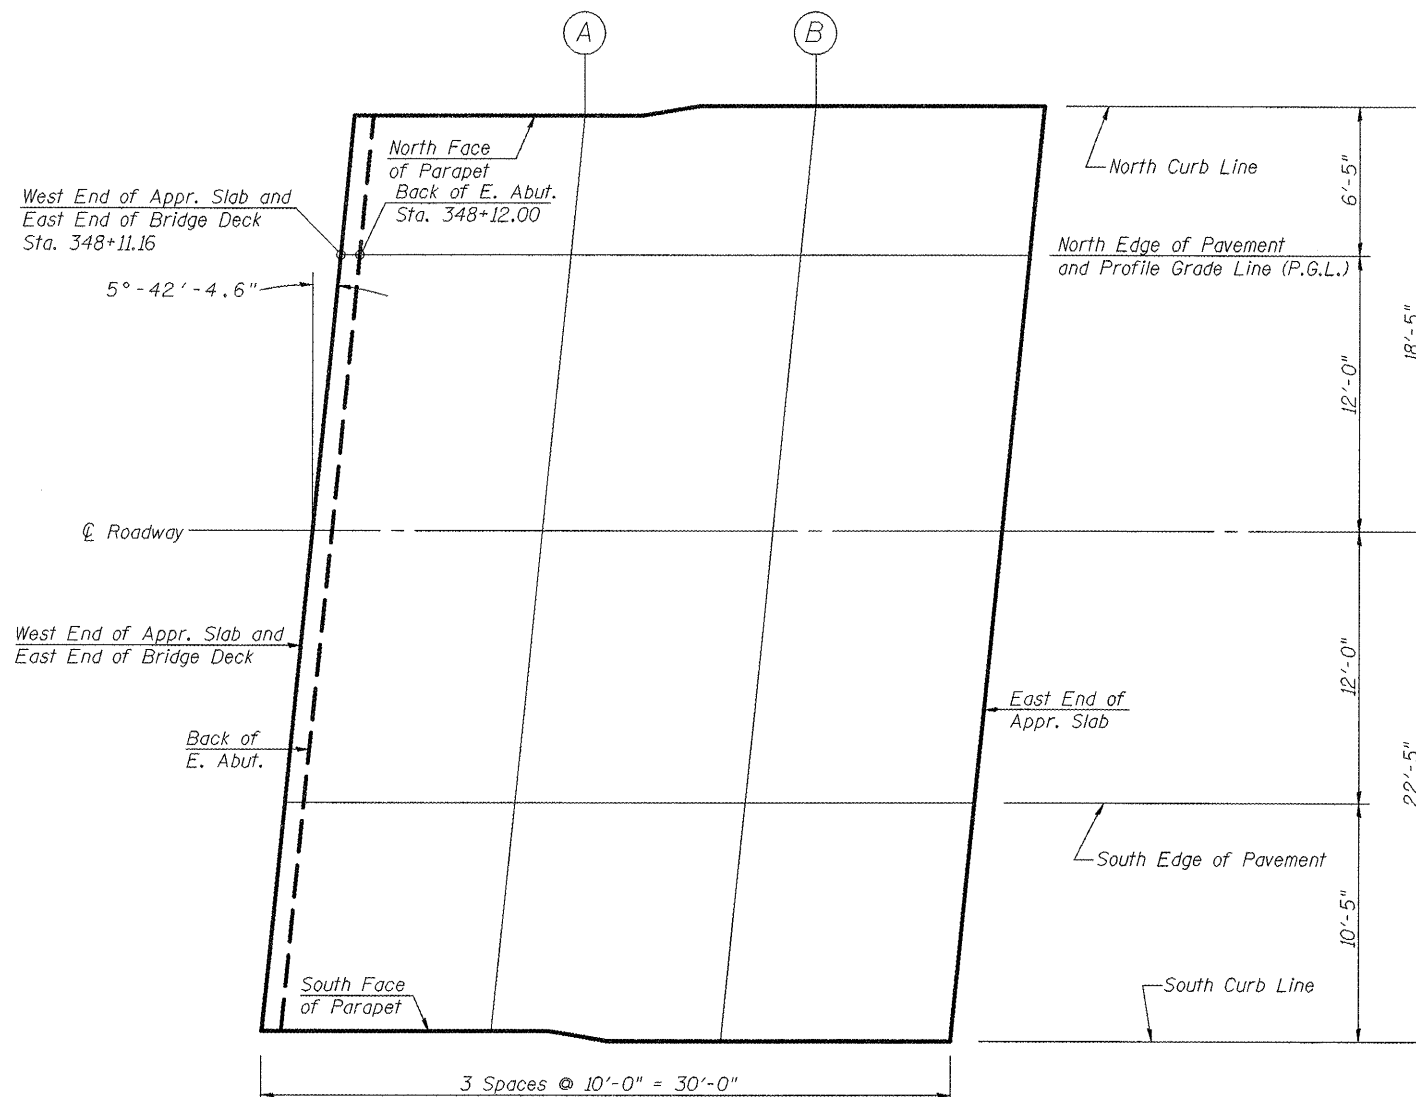 A
B
North Face
of Parapet
Back of E. Abut.
Sta. 348+12.00
West End of Appr. Slab and
East End of Bridge Deck
Sta. 348+11.16
5°-42'-4.6"
North Curb Line
6'-5"
North Edge of Pavement
and Profile Grade Line (P.G.L.)
18'-5"
12'-0"
℄ Roadway
West End of Appr. Slab and
East End of Bridge Deck
12'-0"
East End of
Appr. Slab
Back of
E. Abut.
22'-5"
South Edge of Pavement
10'-5"
South Face
of Parapet
South Curb Line
3 Spaces @ 10'-0" = 30'-0"